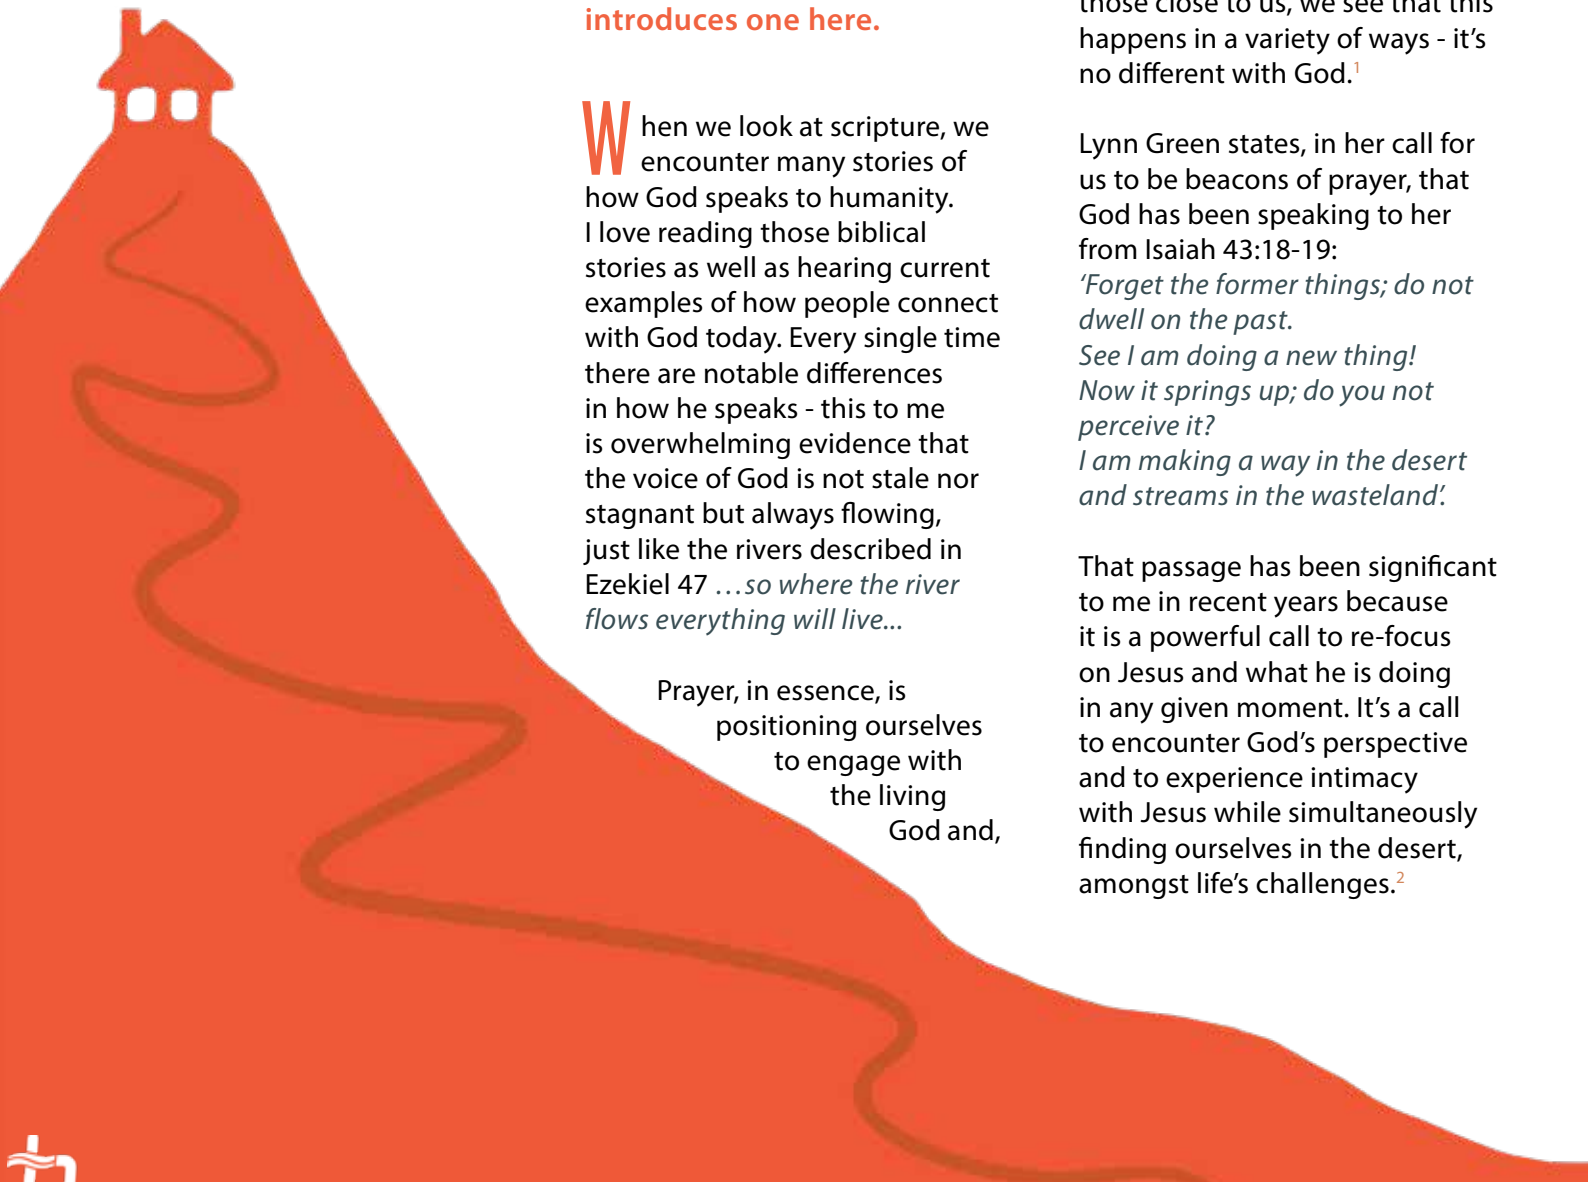 introduces one here.
When we look at scripture, we
encounter many stories of
how God speaks to humanity.
I love reading those biblical
stories as well as hearing current
examples of how people connect
with God today. Every single time
there are notable differences
in how he speaks - this to me
is overwhelming evidence that
the voice of God is not stale nor
stagnant but always flowing,
just like the rivers described in
Ezekiel 47 …so where the river
flows everything will live...
Prayer, in essence, is
positioning ourselves
to engage with
the living
God and,
those close to us, we see that this
happens in a variety of ways - it’s
no different with God.1
Lynn Green states, in her call for
us to be beacons of prayer, that
God has been speaking to her
from Isaiah 43:18-19:
‘Forget the former things; do not
dwell on the past.
See I am doing a new thing!
Now it springs up; do you not
perceive it?
I am making a way in the desert
and streams in the wasteland’.
That passage has been significant
to me in recent years because
it is a powerful call to re-focus
on Jesus and what he is doing
in any given moment. It’s a call
to encounter God’s perspective
and to experience intimacy
with Jesus while simultaneously
finding ourselves in the desert,
amongst life’s challenges.2